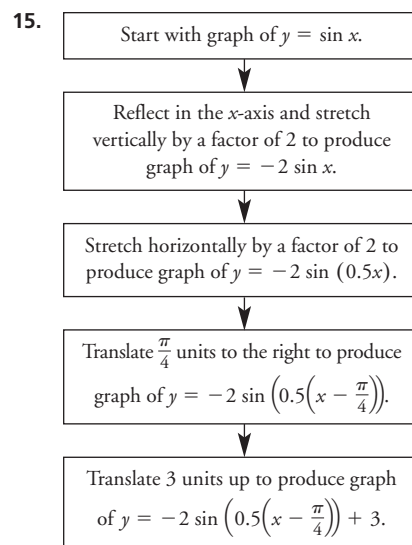 15.
Start with graph of y = sin x.
Reflect in the x-axis and stretch
vertically by a factor of 2 to produce
graph of y = −2 sin x.
Stretch horizontally by a factor of 2 to
produce graph of y = −2 sin (0.5x).
Translate π/4 units to the right to produce
graph of y = −2 sin (0.5(x − π/4)).
Translate 3 units up to produce graph
of y = −2 sin (0.5(x − π/4)) + 3.